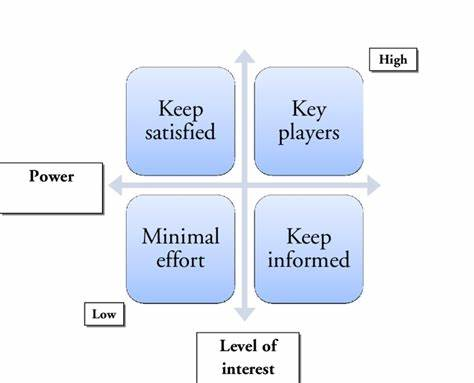 High
Keep
satisfied
Key
players
Power
Minimal
effort
Keep
informed
Low
Level of
interest